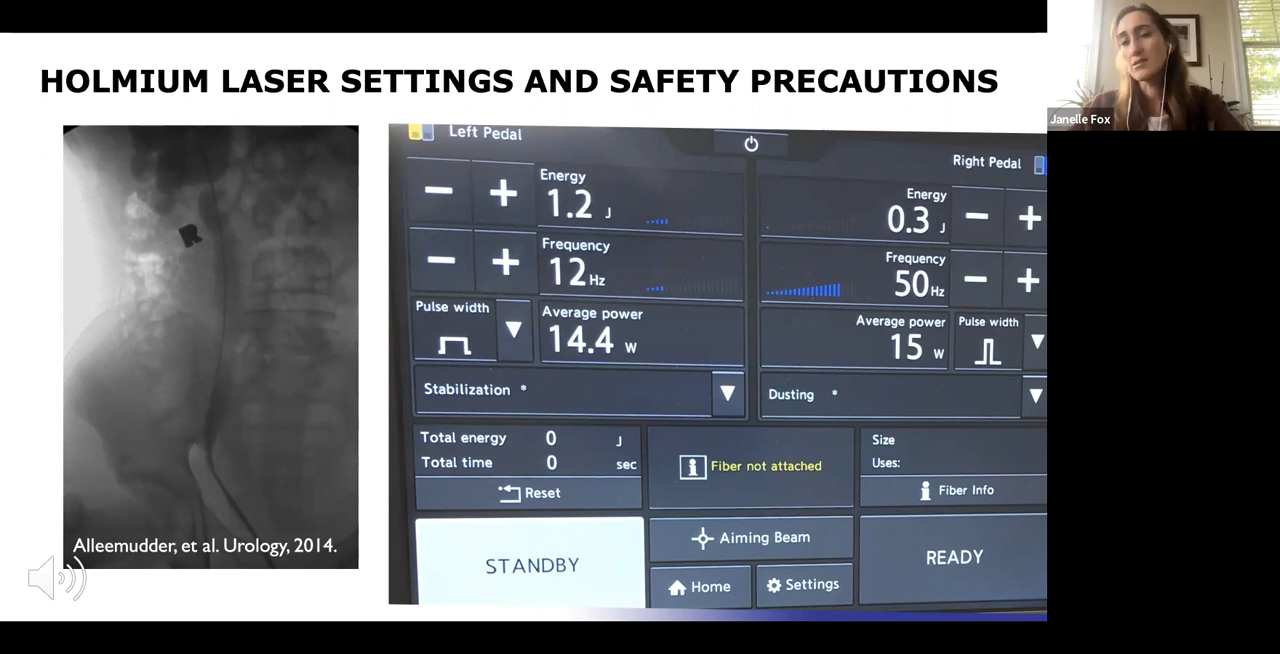 HOLMIUM LASER SETTINGS AND SAFETY PRECAUTIONS
Janelle Fox
R
Alleemudder, et al. Urology, 2014.
Left Pedal
Energy
1.2 J
Frequency
12 Hz
Pulse width
Average power
14.4 W
Stabilization *
Right Pedal
Energy
0.3 J
Frequency
50 Hz
Average power
15 W
Pulse width
Dusting *
Total energy 0 J
Total time 0 sec
Reset
Fiber not attached
Size
Uses:
Fiber Info
STANDBY
Aiming Beam
Home
Settings
READY